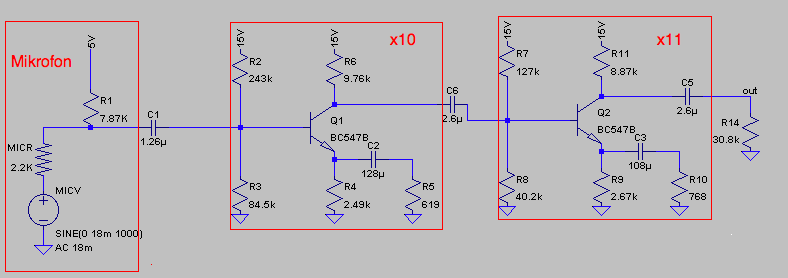 Mikrofon
5V
R1
7.87K
MICR
2.2K
MICV
SINE(0 18m 1000)
AC 18m
C1
1.26µ
x10
15V
R2
243k
15V
R6
9.76k
Q1
BC547B
R3
84.5k
R4
2.49k
C2
128µ
R5
619
C6
2.6µ
x11
15V
R7
127k
15V
R11
8.87k
Q2
BC547B
R8
40.2k
R9
2.67k
C3
108µ
R10
768
C5
2.6µ
out
R14
30.8k